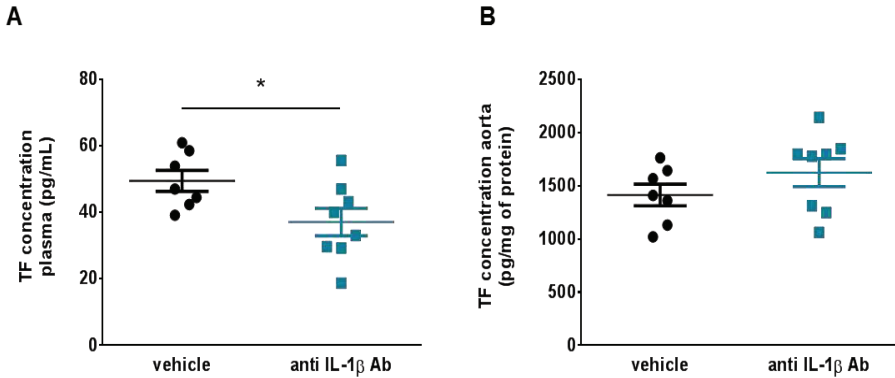 A
B
TF concentration
plasma (pg/mL)
80
60
40
20
0
*
vehicle
anti IL-1β Ab
TF concentration aorta
(pg/mg of protein)
2500
2000
1500
1000
500
0
vehicle
anti IL-1β Ab